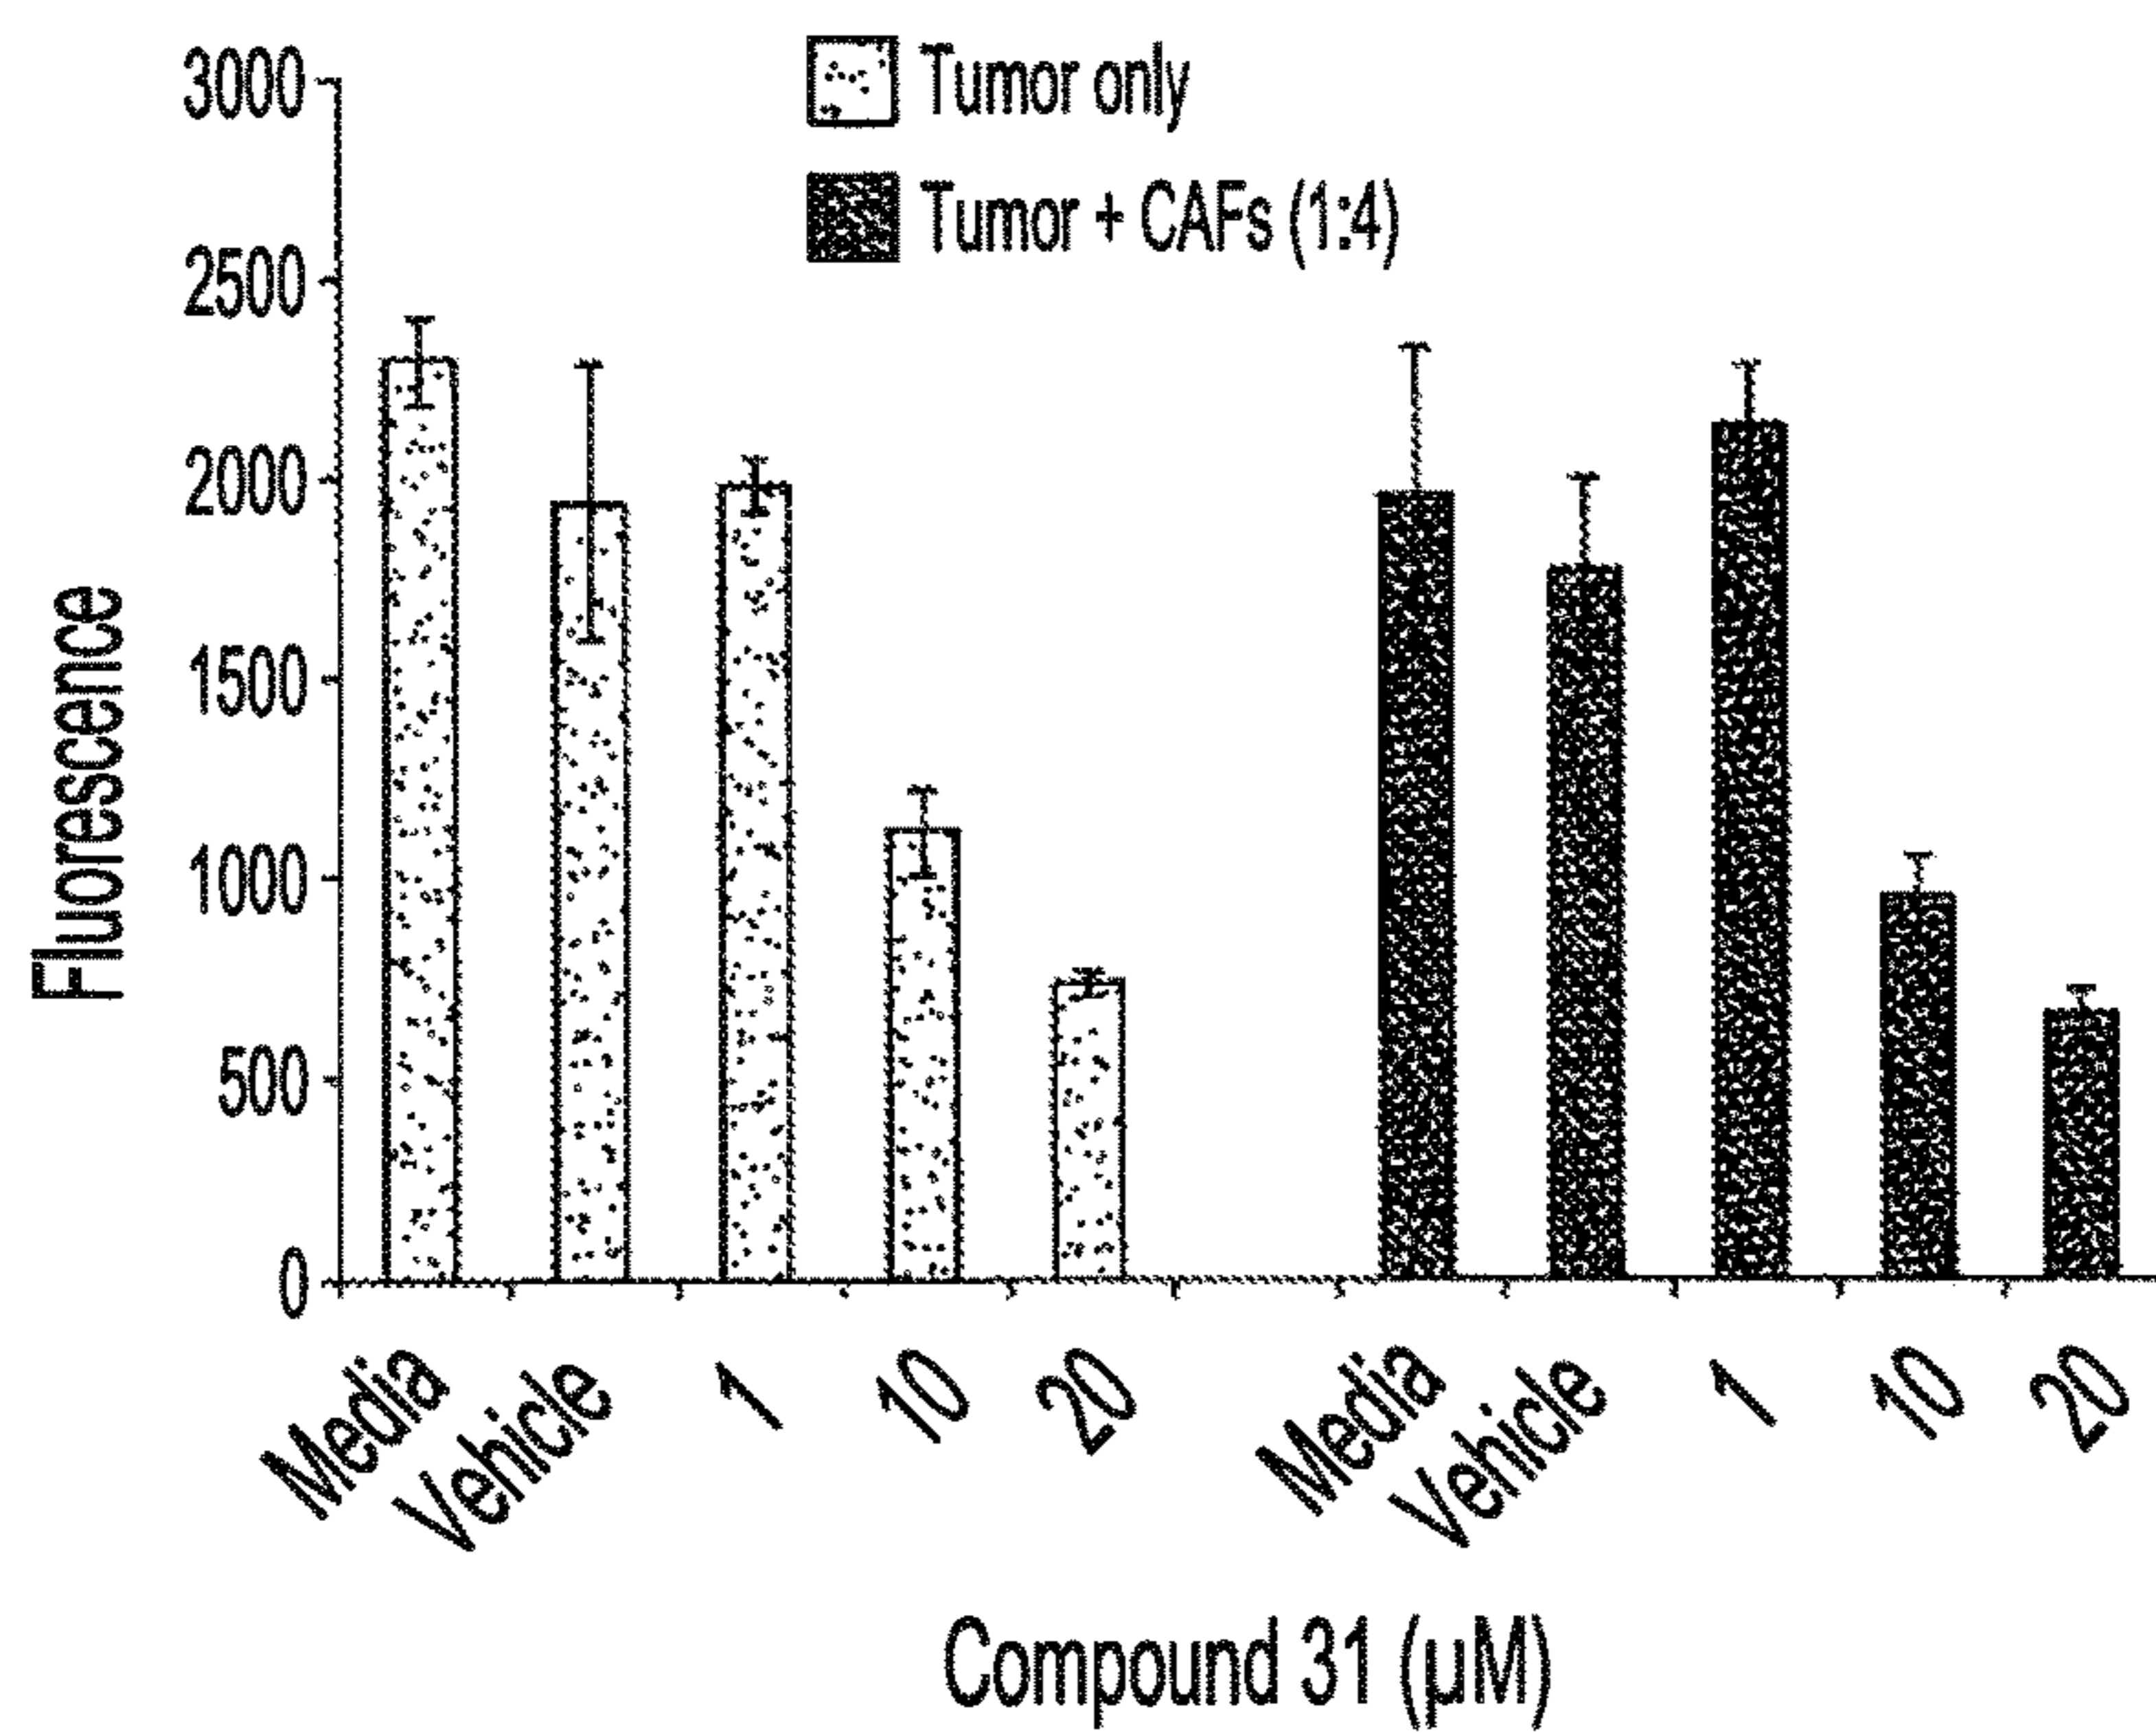 Tumor only
Tumor + CAFs (1:4)
3000
2500
2000
1500
1000
500
0
Fluorescence
Media Vehicle 1 10 20 Media Vehicle 1 10 20
Compound 31 (μM)